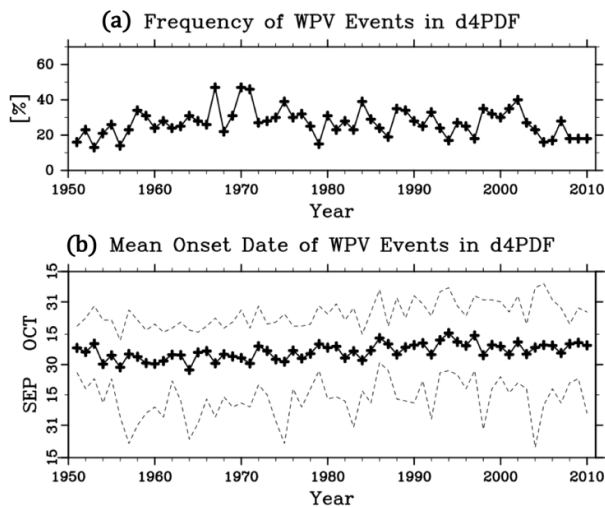 (a) Frequency of WPV Events in d4PDF
[%]
60
40
20
0
1950 1960 1970 1980 1990 2000 2010
Year
(b) Mean Onset Date of WPV Events in d4PDF
SEP OCT
15
31
15
30
15
31
15
1950 1960 1970 1980 1990 2000 2010
Year